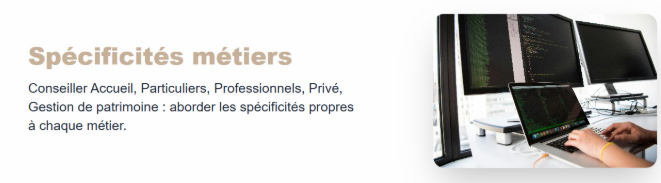 Spécificités métiers
Conseiller Accueil, Particuliers, Professionnels, Privé,
Gestion de patrimoine : aborder les spécificités propres
à chaque métier.